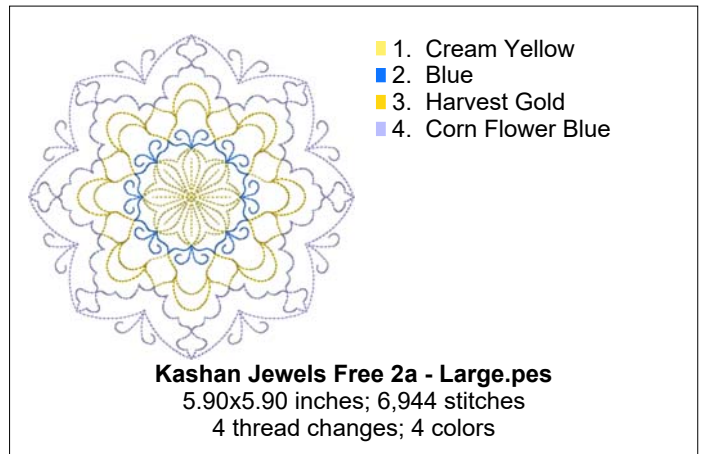 1. Cream Yellow
2. Blue
3. Harvest Gold
4. Corn Flower Blue
Kashan Jewels Free 2a - Large.pes
5.90x5.90 inches; 6,944 stitches
4 thread changes; 4 colors